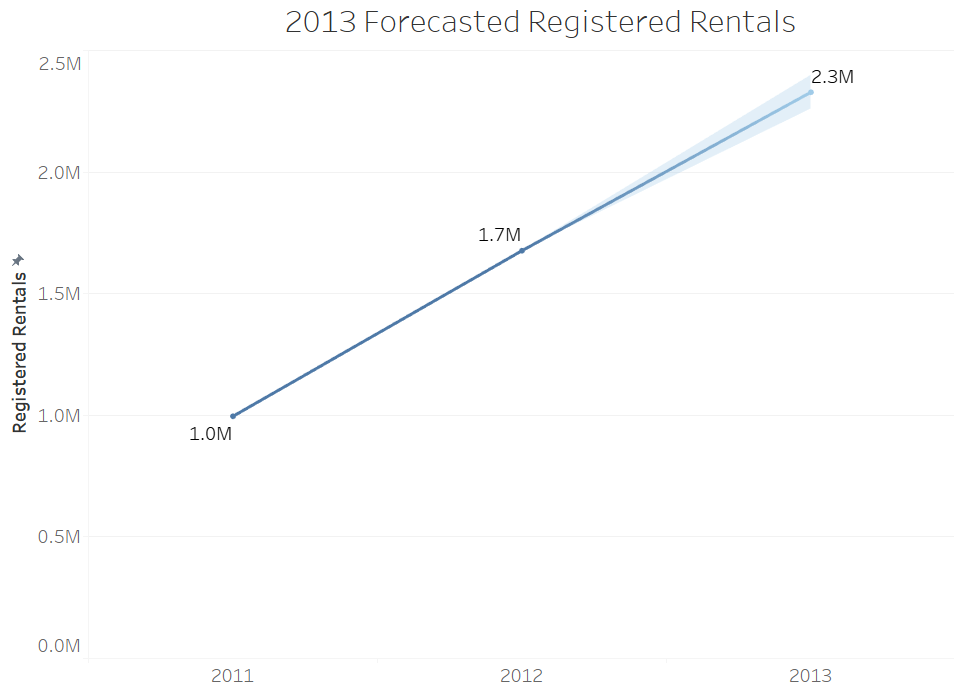 2013 Forecasted Registered Rentals
2.5M
2.3M
2.0M
1.7M
Registered Rentals
1.5M
1.0M
1.0M
0.5M
0.0M
2011 2012 2013